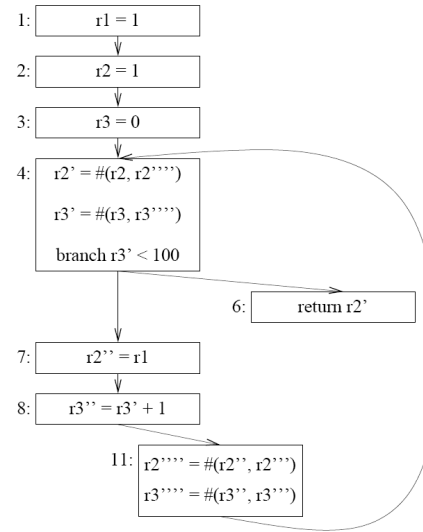 1: r1 = 1
2: r2 = 1
3: r3 = 0
4: r2’ = #(r2, r2’’’’)
r3’ = #(r3, r3’’’’)
branch r3’ < 100
6: return r2’
7: r2’’ = r1
8: r3’’ = r3’ + 1
11: r2’’’’ = #(r2’’, r2’’’)
r3’’’’ = #(r3’’, r3’’’)